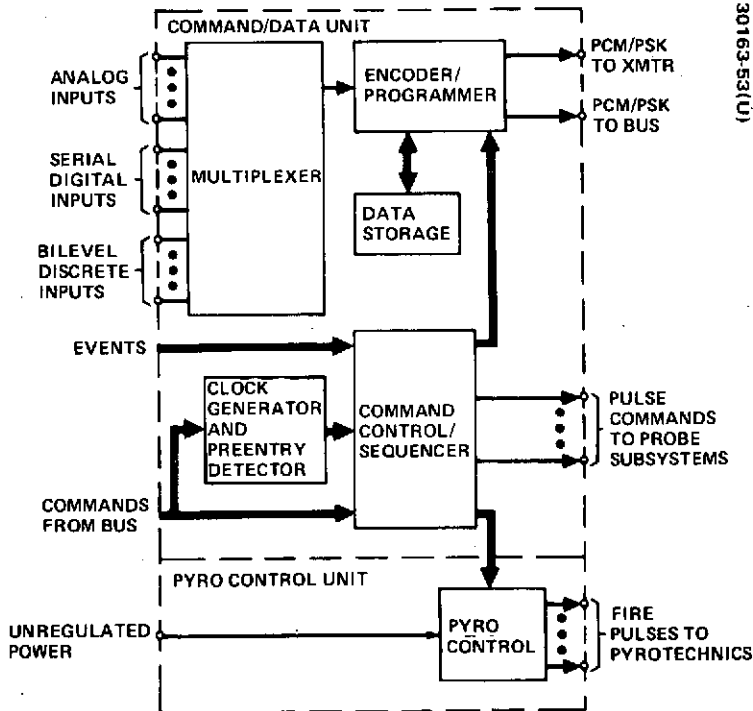 COMMAND/DATA UNIT
ANALOG
INPUTS
SERIAL
DIGITAL
INPUTS
BILEVEL
DISCRETE
INPUTS
MULTIPLEXER
ENCODER/
PROGRAMMER
DATA
STORAGE
PCM/PSK
TO XMTR
PCM/PSK
TO BUS
30163-53(U)
EVENTS
CLOCK
GENERATOR
AND
PREENTRY
DETECTOR
COMMAND
CONTROL/
SEQUENCER
PULSE
COMMANDS
TO PROBE
SUBSYSTEMS
COMMANDS
FROM BUS
PYRO CONTROL UNIT
UNREGULATED
POWER
PYRO
CONTROL
FIRE
PULSES TO
PYROTECHNICS